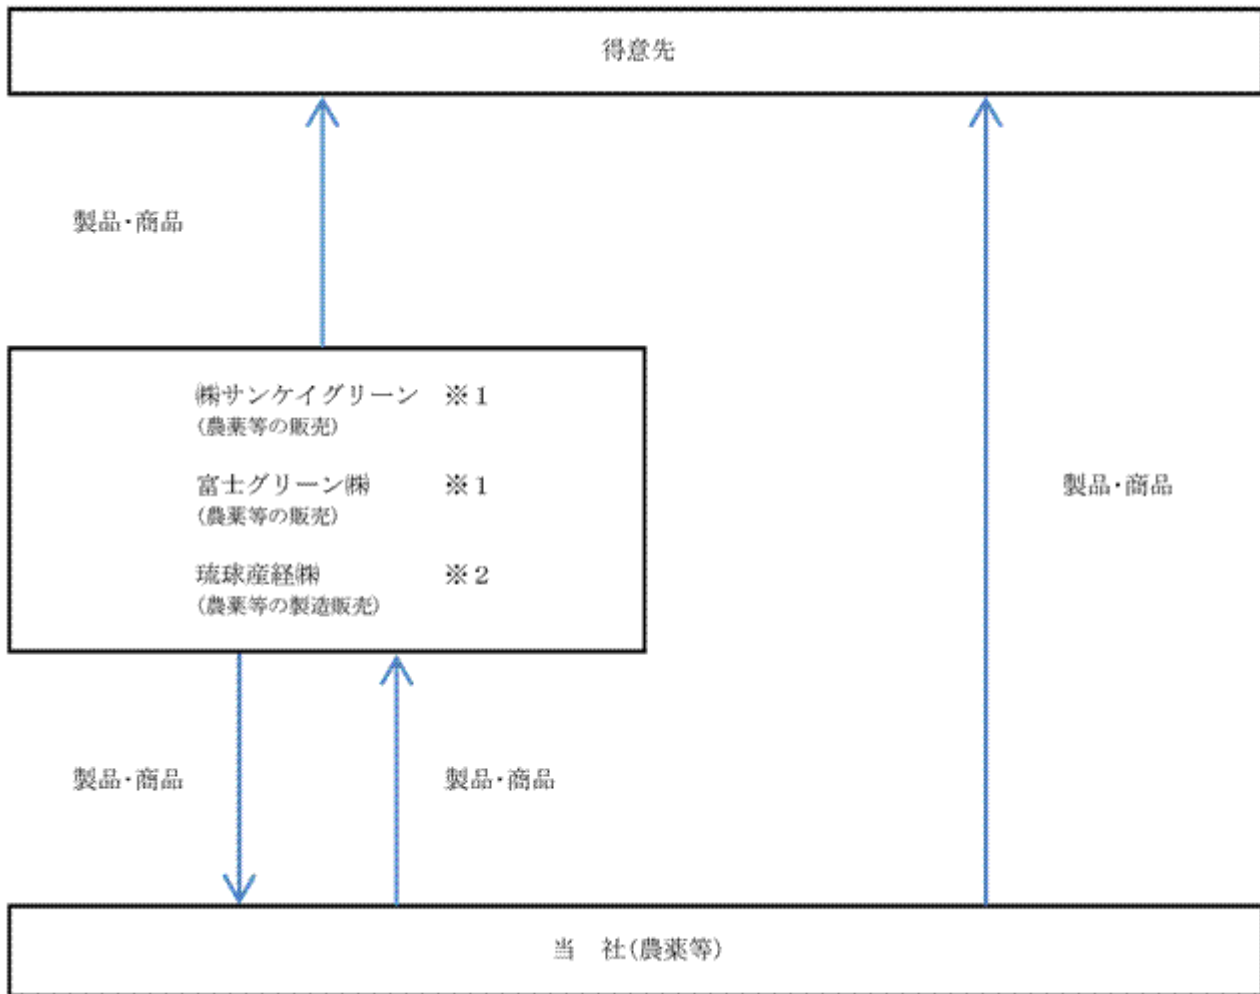 得意先
製品・商品
㈱サンケイグリーン ※1
(農薬等の販売)
富士グリーン㈱ ※1
(農薬等の販売)
製品・商品
琉球産経㈱ ※2
(農薬等の製造販売)
製品・商品 製品・商品
当 社(農薬等)